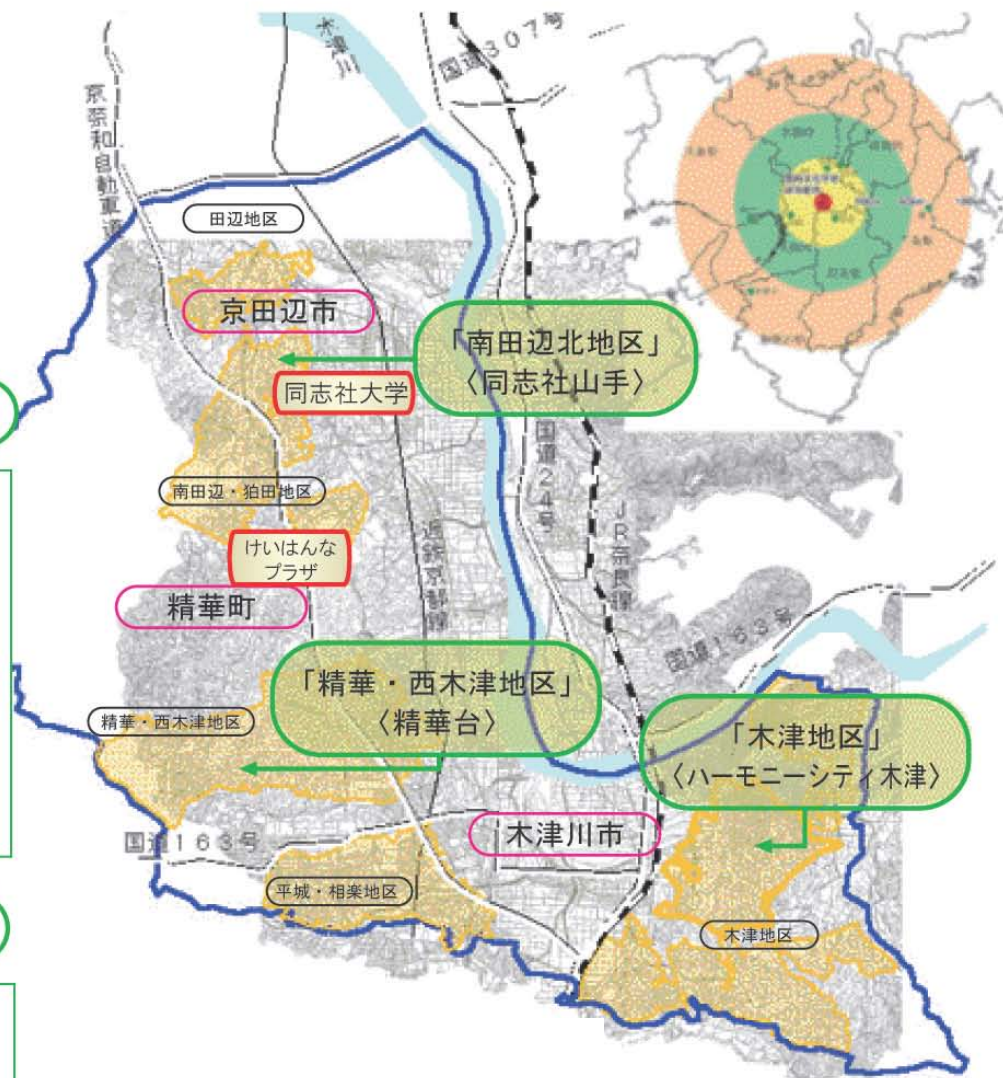 木津川
国道307号
京奈和自動車道
田辺地区
京田辺市
「南田辺北地区」
〈同志社山手〉
同志社大学
国道24号
南田辺・狛田地区
JR奈良線
けいはんな
プラザ
近鉄京都線
精華町
国道163号
「精華・西木津地区」
〈精華台〉
精華・西木津地区
「木津地区」
〈ハーモニーシティ木津〉
国道163号
木津川市
平城・相楽地区
木津地区